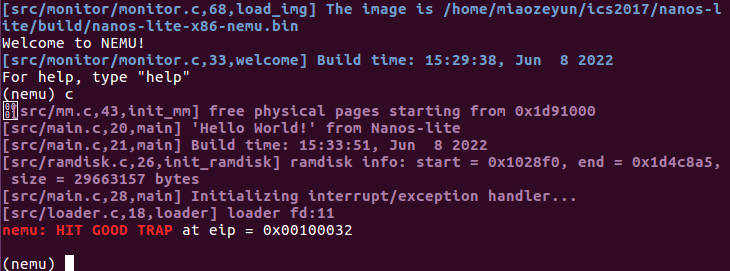 [src/monitor/monitor.c,68,load_img] The image is /home/miaozeyun/ics2017/nanos-l
ite/build/nanos-lite-x86-nemu.bin
Welcome to NEMU!
[src/monitor/monitor.c,33,welcome] Build time: 15:29:38, Jun  8 2022
For help, type "help"
(nemu) c
src/mm.c,43,init_mm] free physical pages starting from 0x1d91000
[src/main.c,20,main] 'Hello World!' from Nanos-lite
[src/main.c,21,main] Build time: 15:33:51, Jun  8 2022
[src/ramdisk.c,26,init_ramdisk] ramdisk info: start = 0x1028f0, end = 0x1d4c8a5,
 size = 29663157 bytes
[src/main.c,28,main] Initializing interrupt/exception handler...
[src/loader.c,18,loader] loader fd:11
nemu: HIT GOOD TRAP at eip = 0x00100032
(nemu)